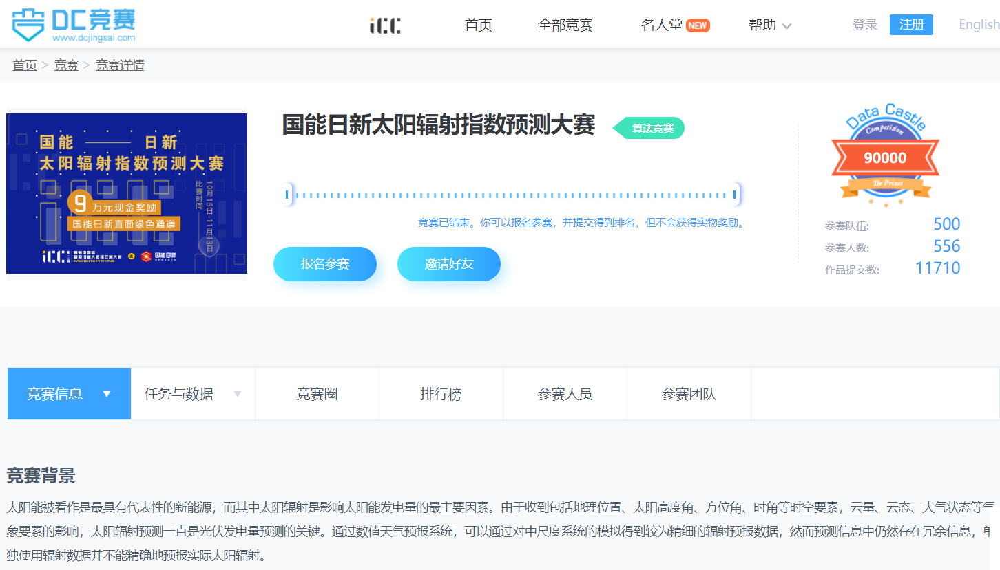 DC竞赛
www.dcjingsai.com
iCC
首页
全部竞赛
名人堂 NEW
帮助
登录
注册
English
首页 > 竞赛 > 竞赛详情
国能 日新
太阳辐射指数预测大赛
9万元现金奖励
国能日新直面绿色通道
比赛时间
10月15日-11月13日
iCC
国能日新
国能日新太阳辐射指数预测大赛
算法竞赛
竞赛已结束。你可以报名参赛，并提交得到排名，但不会获得实物奖励。
报名参赛
邀请好友
Data Castle
Competition
90000
The Prizes
参赛队伍: 500
参赛人数: 556
作品提交数: 11710
竞赛信息
任务与数据
竞赛圈
排行榜
参赛人员
参赛团队
竞赛背景
太阳能被看作是最具有代表性的新能源，而其中太阳辐射是影响太阳能发电量的最主要因素。由于收到包括地理位置、太阳高度角、方位角、时角等时空要素，云量、云态、大气状态等气
象要素的影响，太阳辐射预测一直是光伏发电量预测的关键。通过数值天气预报系统，可以通过对中尺度系统的模拟得到较为精细的辐射预报数据，然而预测信息中仍然存在冗余信息，单
独使用辐射数据并不能精确地预报实际太阳辐射。